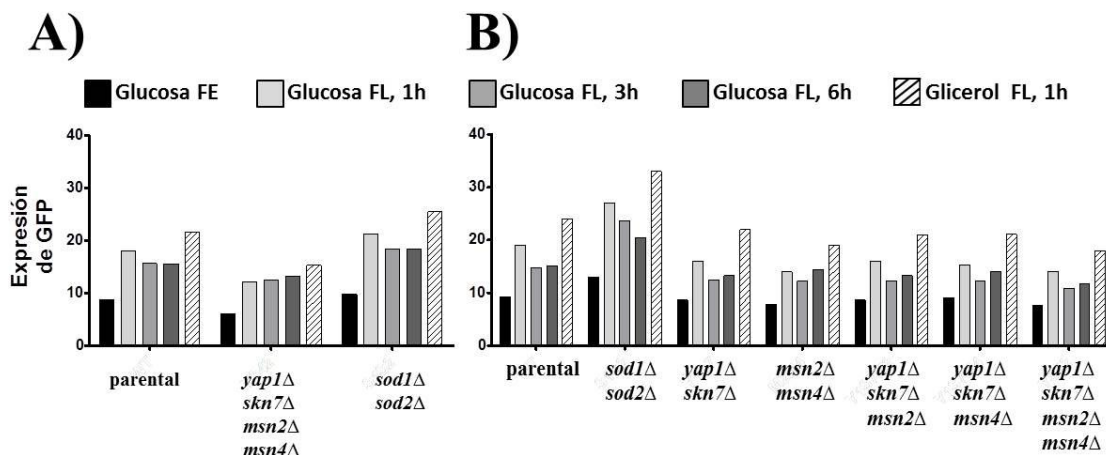 A) B)
Glucosa FE Glucosa FL, 1h Glucosa FL, 3h Glucosa FL, 6h Glicerol FL, 1h
Expresión
de GFP
40
30
20
10
0
parental yap1Δ sod1Δ
skn7Δ sod2Δ
msn2Δ
msn4Δ
40
30
20
10
0
parental sod1Δ yap1Δ msn2Δ yap1Δ yap1Δ yap1Δ
sod2Δ skn7Δ msn4Δ skn7Δ skn7Δ skn7Δ
msn2Δ msn4Δ msn2Δ
msn4Δ